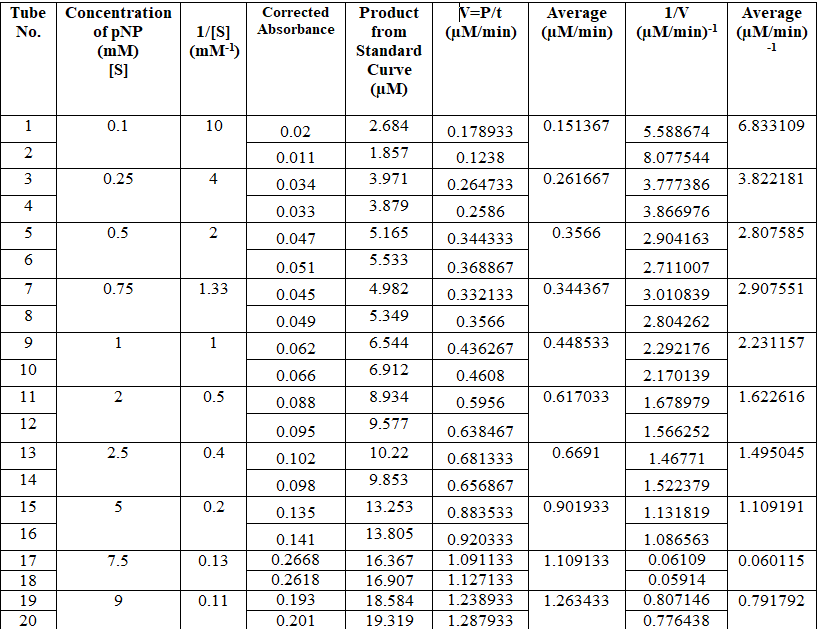 Tube No. | Concentration of pNP (mM) [S] | 1/[S] (mM-1) | Corrected Absorbance | Product from Standard Curve (µM) | V=P/t (µM/min) | Average (µM/min) | 1/V (µM/min)-1 | Average (µM/min) -1
1 | 0.1 | 10 | 0.02 | 2.684 | 0.178933 | 0.151367 | 5.588674 | 6.833109
2 | 0.011 | 1.857 | 0.1238 | 8.077544
3 | 0.25 | 4 | 0.034 | 3.971 | 0.264733 | 0.261667 | 3.777386 | 3.822181
4 | 0.033 | 3.879 | 0.2586 | 3.866976
5 | 0.5 | 2 | 0.047 | 5.165 | 0.344333 | 0.3566 | 2.904163 | 2.807585
6 | 0.051 | 5.533 | 0.368867 | 2.711007
7 | 0.75 | 1.33 | 0.045 | 4.982 | 0.332133 | 0.344367 | 3.010839 | 2.907551
8 | 0.049 | 5.349 | 0.3566 | 2.804262
9 | 1 | 1 | 0.062 | 6.544 | 0.436267 | 0.448533 | 2.292176 | 2.231157
10 | 0.066 | 6.912 | 0.4608 | 2.170139
11 | 2 | 0.5 | 0.088 | 8.934 | 0.5956 | 0.617033 | 1.678979 | 1.622616
12 | 0.095 | 9.577 | 0.638467 | 1.566252
13 | 2.5 | 0.4 | 0.102 | 10.22 | 0.681333 | 0.6691 | 1.46771 | 1.495045
14 | 0.098 | 9.853 | 0.656867 | 1.522379
15 | 5 | 0.2 | 0.135 | 13.253 | 0.883533 | 0.901933 | 1.131819 | 1.109191
16 | 0.141 | 13.805 | 0.920333 | 1.086563
17 | 7.5 | 0.13 | 0.2668 | 16.367 | 1.091133 | 1.109133 | 0.06109 | 0.060115
18 | 0.2618 | 16.907 | 1.127133 | 0.05914
19 | 9 | 0.11 | 0.193 | 18.584 | 1.238933 | 1.263433 | 0.807146 | 0.791792
20 | 0.201 | 19.319 | 1.287933 | 0.776438